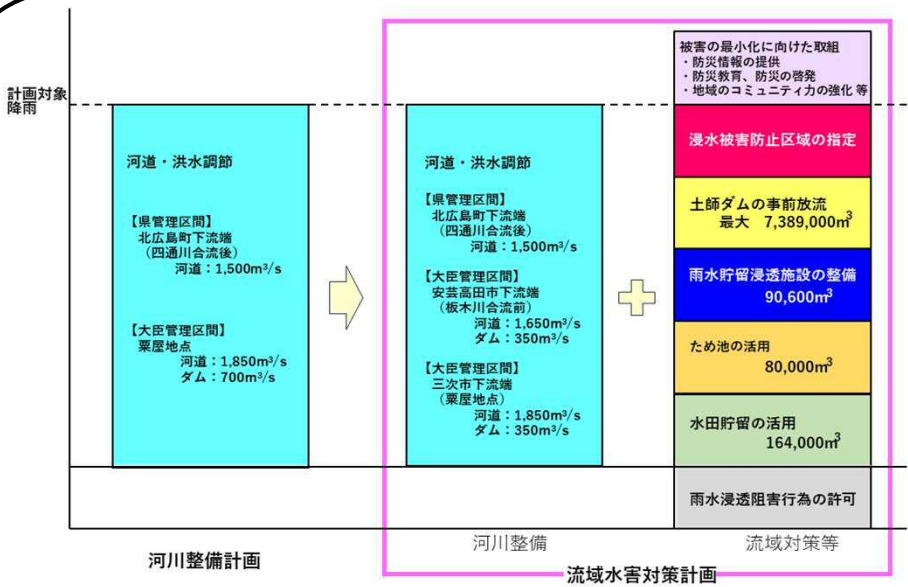 計画対象
降雨
河道・洪水調節
【県管理区間】
北広島町下流端
（四通川合流後）
河道：1,500m³/s
【大臣管理区間】
粟屋地点
河道：1,850m³/s
ダム：700m³/s
河川整備計画
河道・洪水調節
【県管理区間】
北広島町下流端
（四通川合流後）
河道：1,500m³/s
【大臣管理区間】
安芸高田市下流端
（板木川合流前）
河道：1,650m³/s
ダム：350m³/s
【大臣管理区間】
三次市下流端
（粟屋地点）
河道：1,850m³/s
ダム：350m³/s
河川整備
被害の最小化に向けた取組
・防災情報の提供
・防災教育、防災の啓発
・地域のコミュニティ力の強化 等
浸水被害防止区域の指定
土師ダムの事前放流
最大 7,389,000m³
雨水貯留浸透施設の整備
90,600m³
ため池の活用
80,000m³
水田貯留の活用
164,000m³
雨水浸透阻害行為の許可
流域対策等
流域水害対策計画